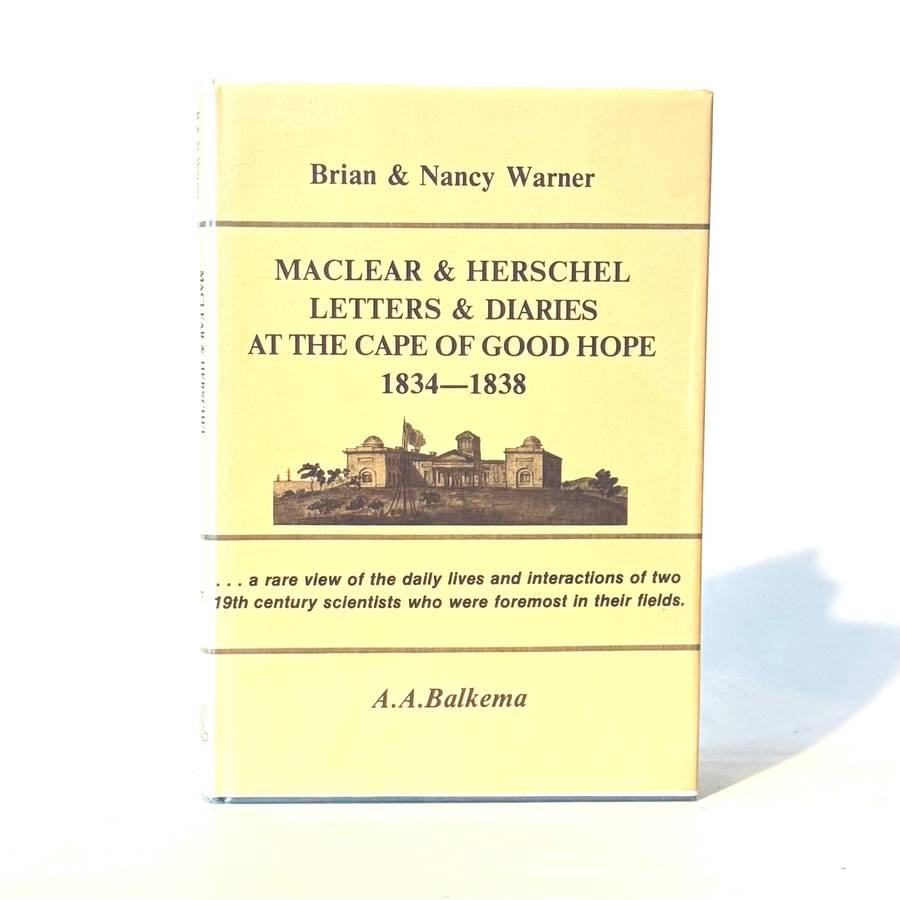 Brian & Nancy Warner
MACLEAR & HERSCHEL
LETTERS & DIARIES
AT THE CAPE OF GOOD HOPE
1834—1838
. . . a rare view of the daily lives and interactions of two
19th century scientists who were foremost in their fields.
A.A.Balkema
MACLEAR & HERSCHEL